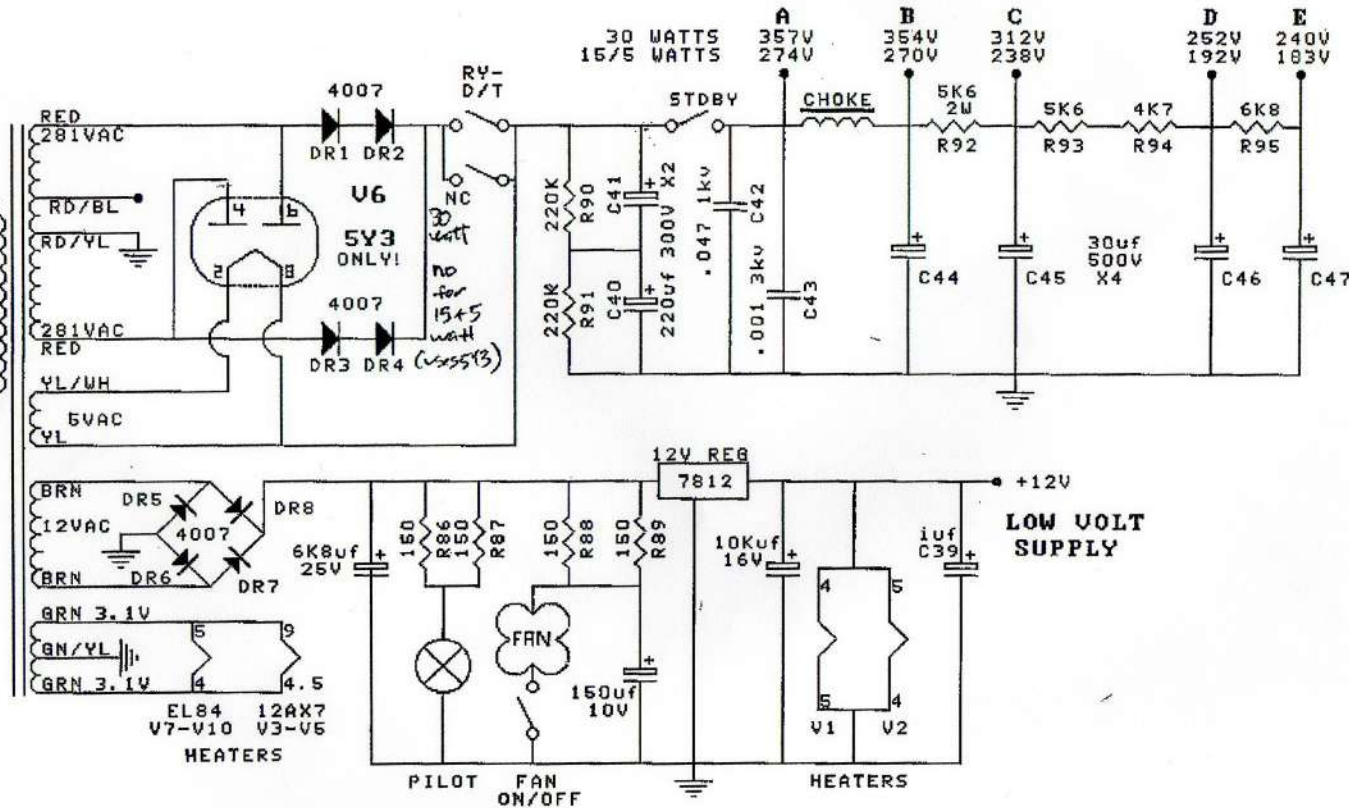 A B C D E
30 WATTS 357V 354V 312V 252V 240V
15/5 WATTS 274V 270V 238V 192V 183V
RY-
D/T
4007
STDBY
CHOKE
5K6
2W
5K6
4K7
6K8
RED
281VAC
DR1 DR2
R92
R93
R94
R95
V6
NC
RD/BL
4 6
5Y3
ONLY!
30
watt
no
for
15+5
watt
(uses 5Y3)
RD/YL
2 8
4007
220K
R90
C41
X2
220uf 300V
220K
R91
C40
.047 1kv
C42
.001 3kv
C43
C44
C45
30uf
500V
X4
C46
C47
281VAC
RED
DR3 DR4
YL/WH
5VAC
YL
12V REG
7812
+12V
LOW VOLT
SUPPLY
BRN
DR5
DR8
12VAC
4007
BRN
DR6
DR7
6K8uf
25V
150
R86
150
R87
150
R88
150
R89
10Kuf
16V
1uf
C39
FAN
150uf
10V
4 5
5 4
V1 V2
GRN 3.1V
5 9
GN/YL
GRN 3.1V
4 4.5
EL84 12AX7
V7-V10 V3-V5
HEATERS
PILOT
FAN
ON/OFF
HEATERS